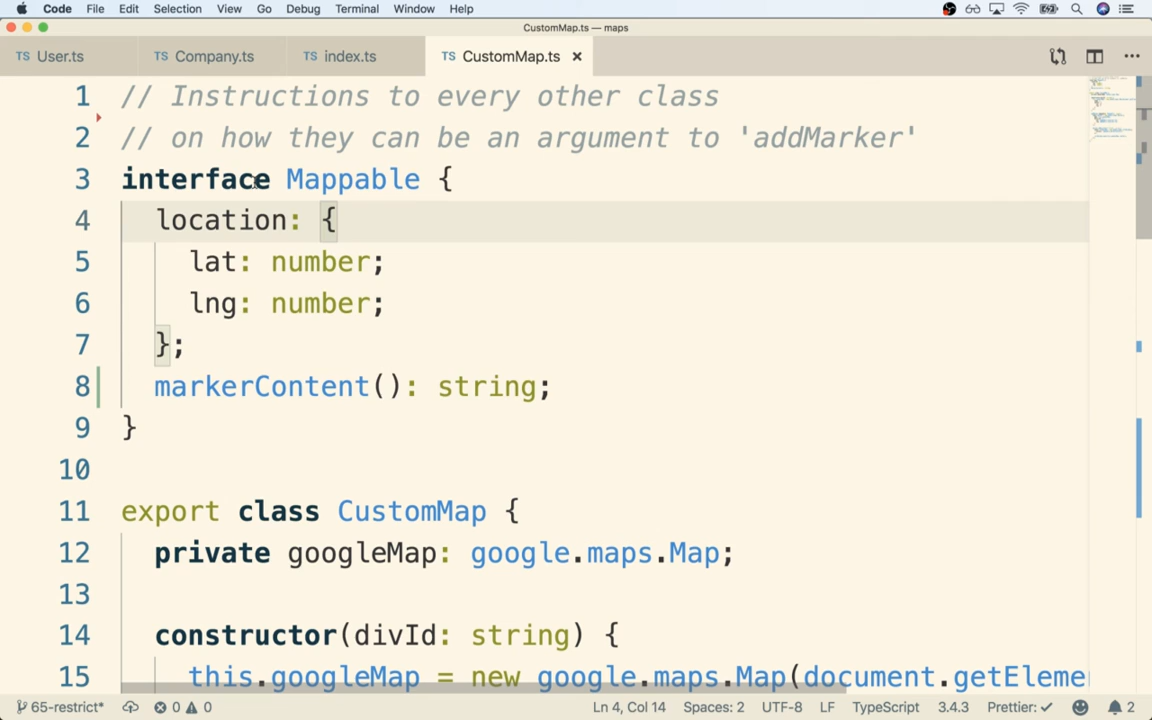 Code File Edit Selection View Go Debug Terminal Window Help
CustomMap.ts — maps
TS User.ts TS Company.ts TS index.ts TS CustomMap.ts ×
1 // Instructions to every other class
2 // on how they can be an argument to 'addMarker'
3 interface Mappable {
4 location: {
5 lat: number;
6 lng: number;
7 };
8 markerContent(): string;
9 }
10
11 export class CustomMap {
12 private googleMap: google.maps.Map;
13
14 constructor(divId: string) {
15 this.googleMap = new google.maps.Map(document.getEleme
65-restrict* 0 0 Ln 4, Col 14 Spaces: 2 UTF-8 LF TypeScript 3.4.3 Prettier: ✓ 2